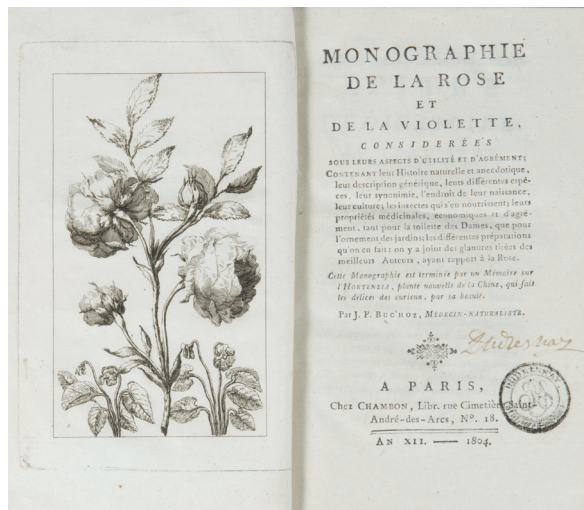 MONOGRAPHIE
DE LA ROSE
ET
DE LA VIOLETTE,
CONSIDERÉES
SOUS LEURS ASPECTS D'UTILITÉ ET D'AGRÉMENT;
CONTENANT leur Histoire naturelle et anecdotique,
leur description générique, leurs différentes espé-
ces, leur synonimie, l'endroit de leur naissance,
leur culture; les insectes qui s'en nourrissent; leurs
propriétés médicinales, économiques et d'agré-
ment, tant pour la toilette des Dames, que pour
l'ornement des jardins; les différentes préparations
qu'on en fait: on y a joint des glanures tirées des
meilleurs Auteurs, ayant rapport à la Rose.
Cette Monographie est terminée par un Mémoire sur
l'HORTENZIA, plante nouvelle de la Chine, qui fait
les délices des curieux, par sa beauté.
Par J. P. BUC'HOZ, MÉDECIN-NATURALISTE.
A PARIS,
Chez CHAMBON, Libr. rue Cimetière Saint-
André-des-Arcs, Nº. 18.
AN XII. — 1804.